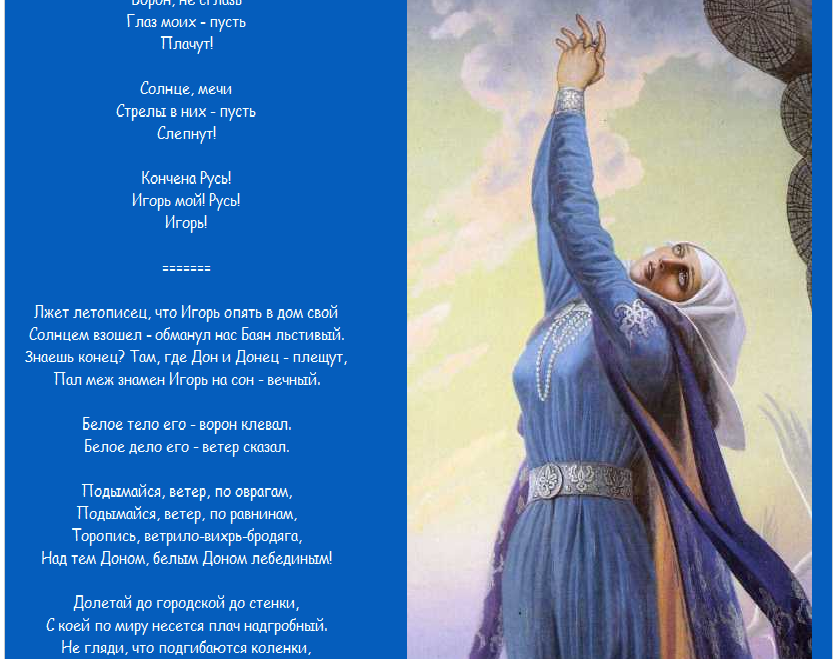 Ворон, не сглазь
Глаз моих - пусть
Плачут!
Солнце, мечи
Стрелы в них - пусть
Слепнут!
Кончена Русь!
Игорь мой! Русь!
Игорь!
=======
Лжет летописец, что Игорь опять в дом свой
Солнцем взошел - обманул нас Баян льстивый.
Знаешь конец? Там, где Дон и Донец - плещут,
Пал меж знамен Игорь на сон - вечный.
Белое тело его - ворон клевал.
Белое дело его - ветер сказал.
Подымайся, ветер, по оврагам,
Подымайся, ветер, по равнинам,
Торопись, ветрило-вихрь-бродяга,
Над тем Доном, белым Доном лебединым!
Долетай до городской до стенки,
С коей по миру несется плач надгробный.
Не гляди, что подгибаются коленки,